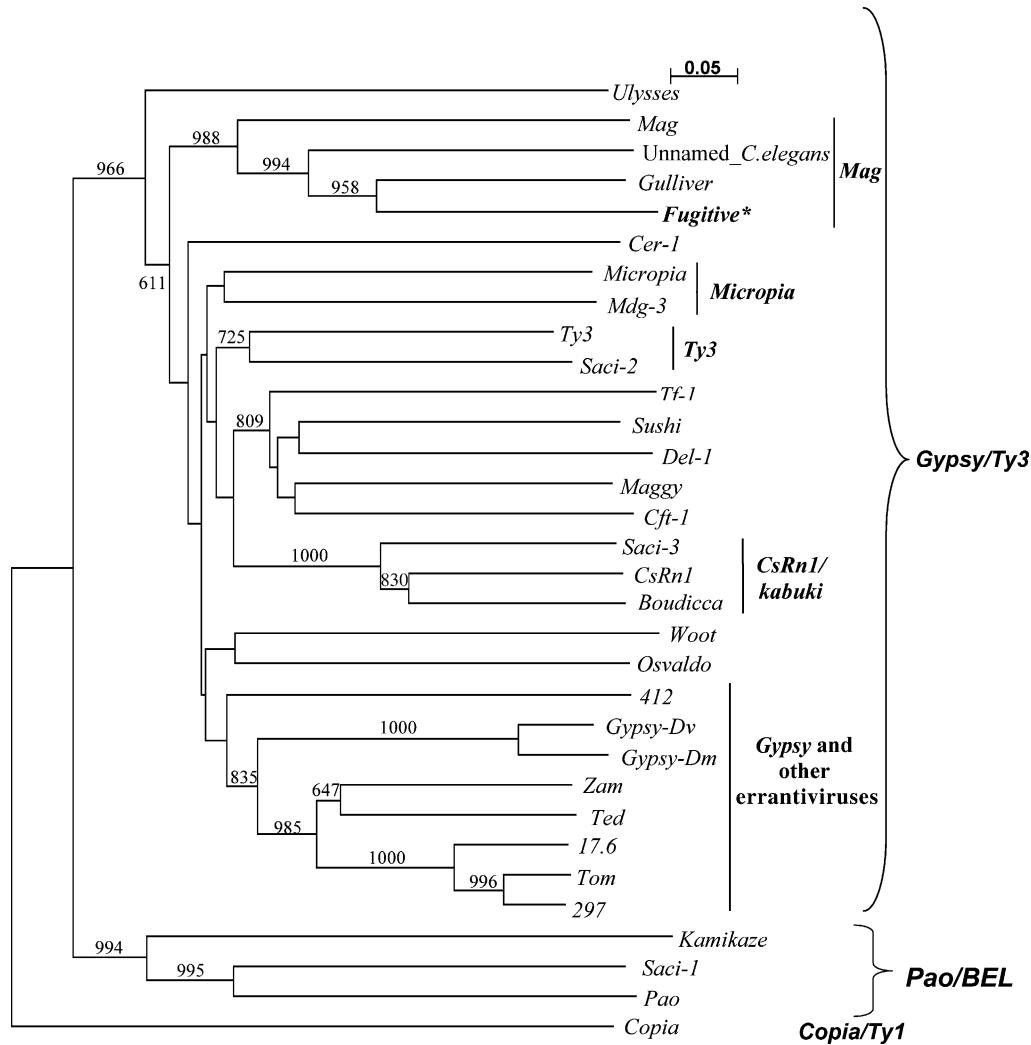 0.05
Ulysses
Mag
988
Unnamed_C.elegans
966
994
Mag
Gulliver
958
Fugitive*
Cer-1
611
Micropia
Micropia
Mdg-3
725
Ty3
Ty3
Saci-2
Tf-1
809
Sushi
Del-1
Gypsy/Ty3
Maggy
Cft-1
Saci-3
1000
CsRn1/
kabuki
CsRn1
830
Boudicca
Woot
Osvaldo
412
Gypsy-Dv
1000
Gypsy and
other
errantiviruses
Gypsy-Dm
835
Zam
647
Ted
985
17.6
1000
Tom
996
297
Kamikaze
994
Saci-1
995
Pao/BEL
Pao
Copia
Copia/Ty1